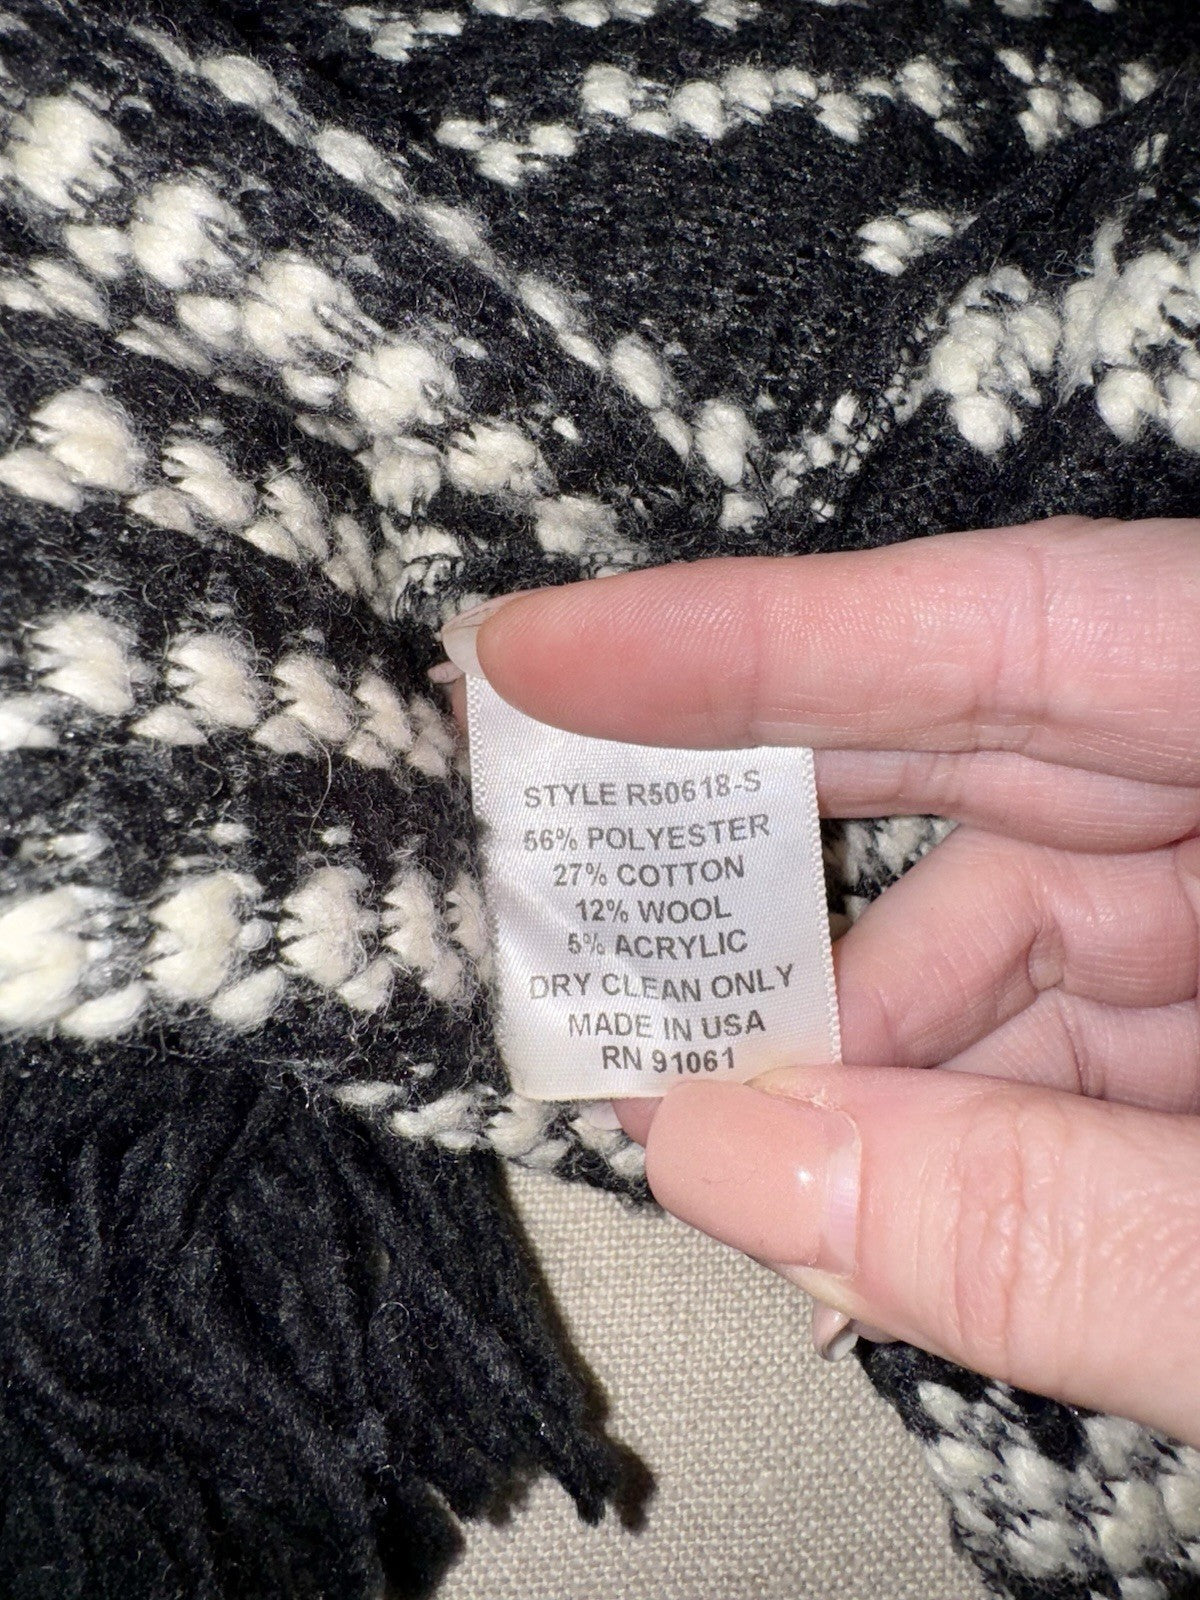 STYLE R50618-S
56% POLYESTER
27% COTTON
12% WOOL
5% ACRYLIC
DRY CLEAN ONLY
MADE IN USA
RN 91061